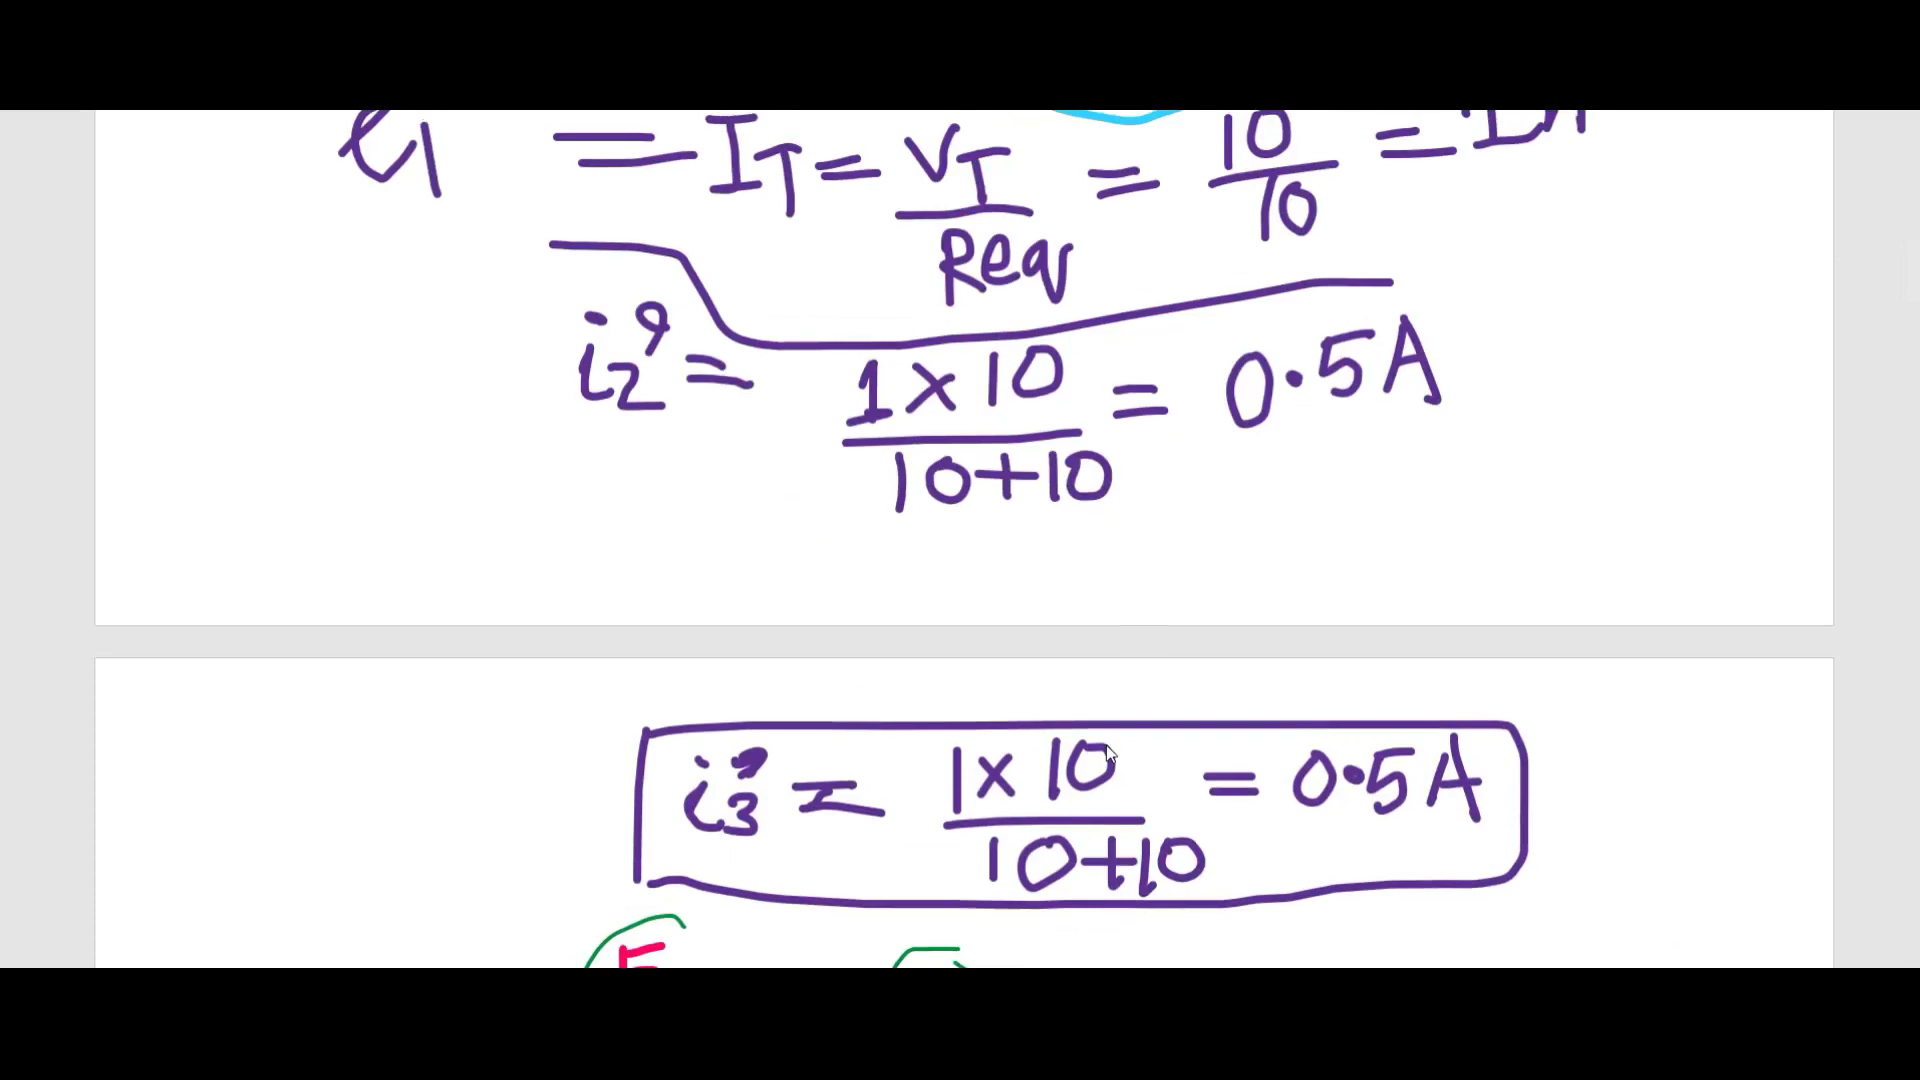 i1 = IT = VT/Req = 10/10 = 1A
i2' = 1×10/10+10 = 0.5A
i3' = 1×10/10+10 = 0.5A